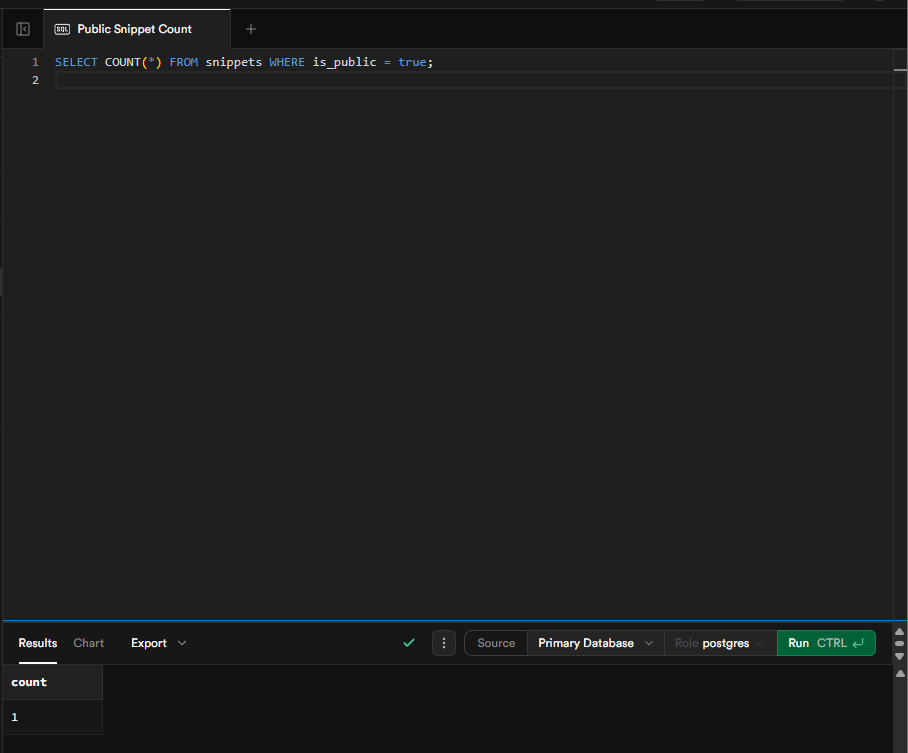 SQL Public Snippet Count
1 SELECT COUNT(*) FROM snippets WHERE is_public = true;
2
Results Chart Export Source Primary Database Role postgres Run CTRL
count
1